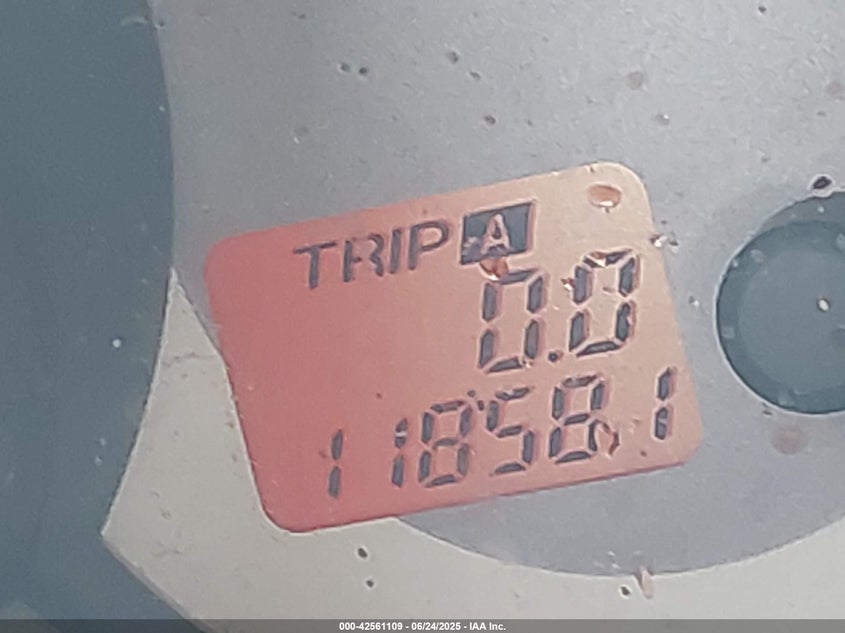 TRIP A
0.0
118581
000-42561109 - 06/24/2025 - IAA Inc.